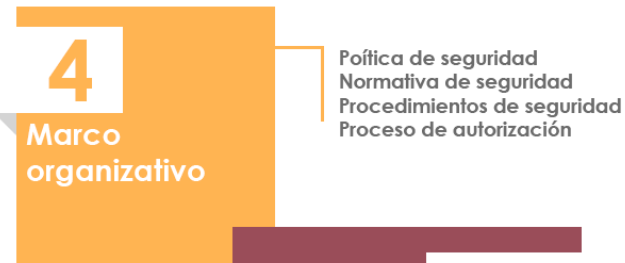 4
Marco
organizativo
Poítica de seguridad
Normativa de seguridad
Procedimientos de seguridad
Proceso de autorización